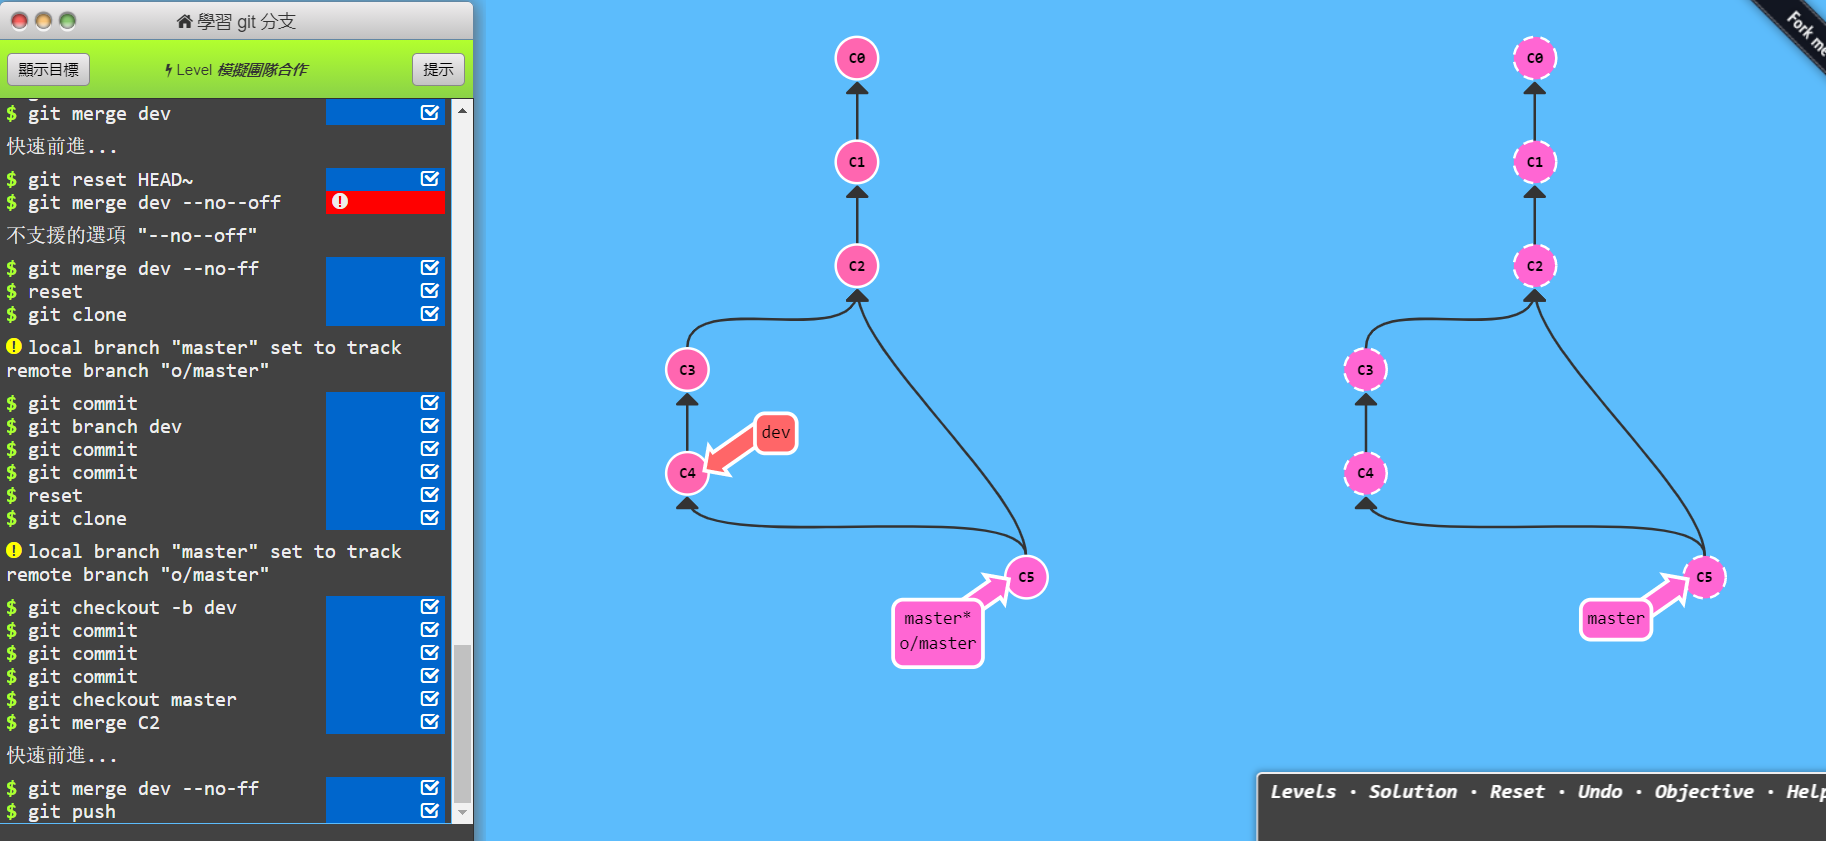 學習 git 分支
顯示目標
Level 模擬團隊合作
提示
$ git merge dev
快速前進...
$ git reset HEAD~
$ git merge dev --no--off
不支援的選項 "--no--off"
$ git merge dev --no-ff
$ reset
$ git clone
local branch "master" set to track
remote branch "o/master"
$ git commit
$ git branch dev
$ git commit
$ git commit
$ reset
$ git clone
local branch "master" set to track
remote branch "o/master"
$ git checkout -b dev
$ git commit
$ git commit
$ git commit
$ git checkout master
$ git merge C2
快速前進...
$ git merge dev --no-ff
$ git push
C0
C1
C2
C3
dev
C4
C5
master*
o/master
C0
C1
C2
C3
C4
C5
master
Fork me
Levels · Solution · Reset · Undo · Objective · Help